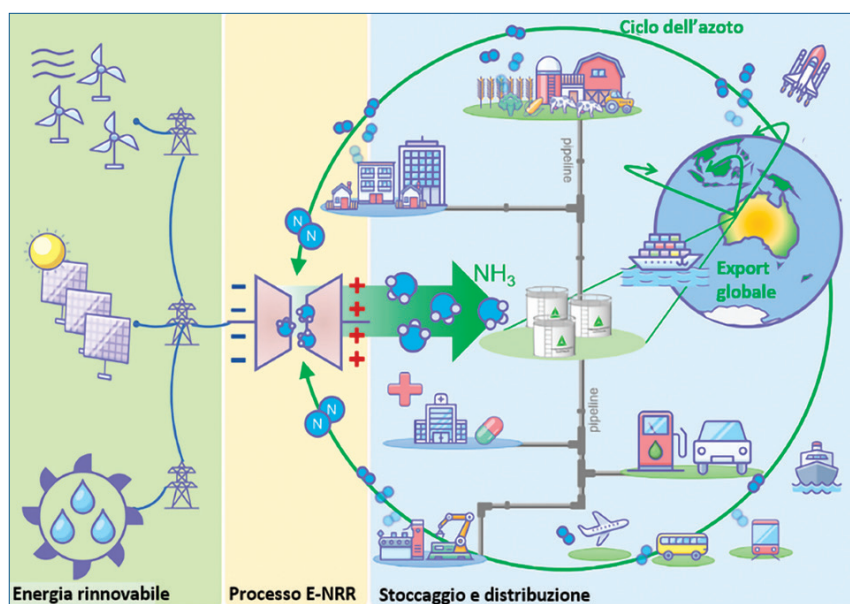 Ciclo dell'azoto
pipeline
N
N
NH₃
Export
globale
N
N
pipeline
Energia rinnovabile
Processo E-NRR
Stoccaggio e distribuzione